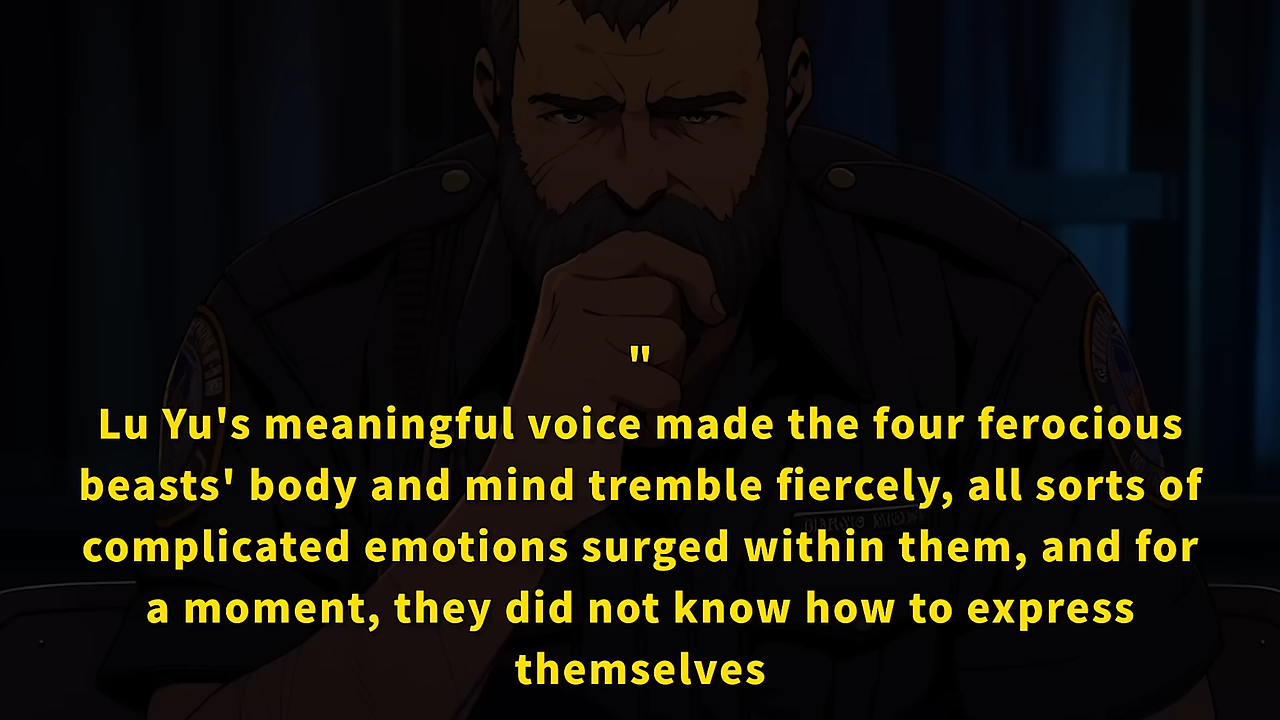 "
Lu Yu's meaningful voice made the four ferocious
beasts' body and mind tremble fiercely, all sorts of
complicated emotions surged within them, and for
a moment, they did not know how to express
themselves